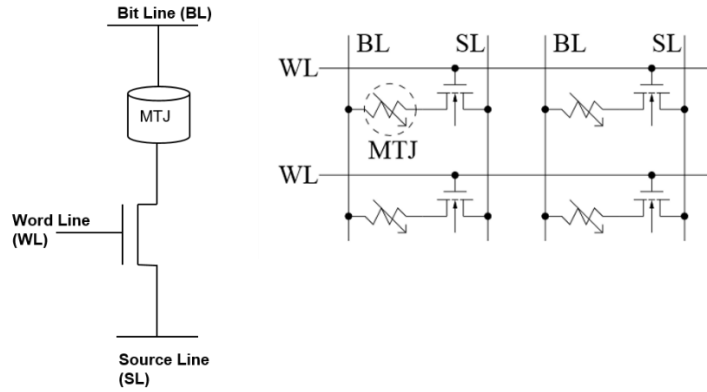 Bit Line (BL)
MTJ
Word Line
(WL)
Source Line
(SL)
BL SL BL SL
WL
MTJ
WL